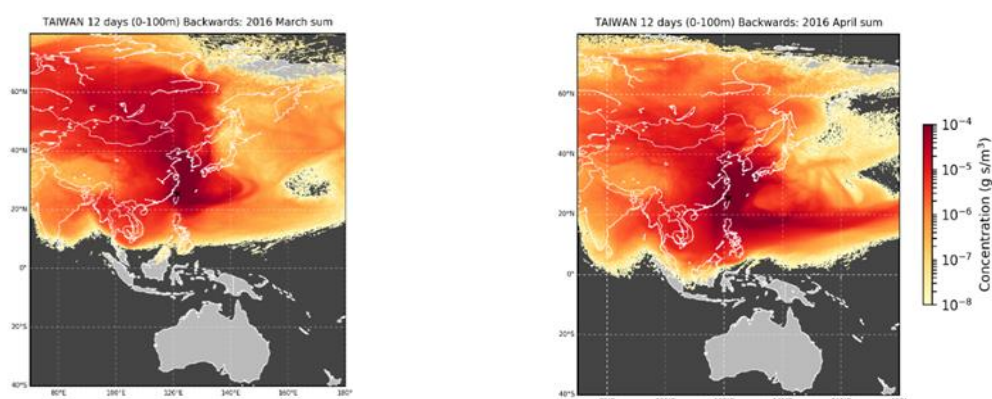 TAIWAN 12 days (0-100m) Backwards: 2016 March sum
60°N
40°N
20°N
0°
20°S
40°S
80°E
100°E
120°E
140°E
160°E
180°
TAIWAN 12 days (0-100m) Backwards: 2016 April sum
60°N
40°N
20°N
0°
20°S
40°S
10⁻⁴
10⁻⁵
10⁻⁶
10⁻⁷
10⁻⁸
Concentration (g s/m³)